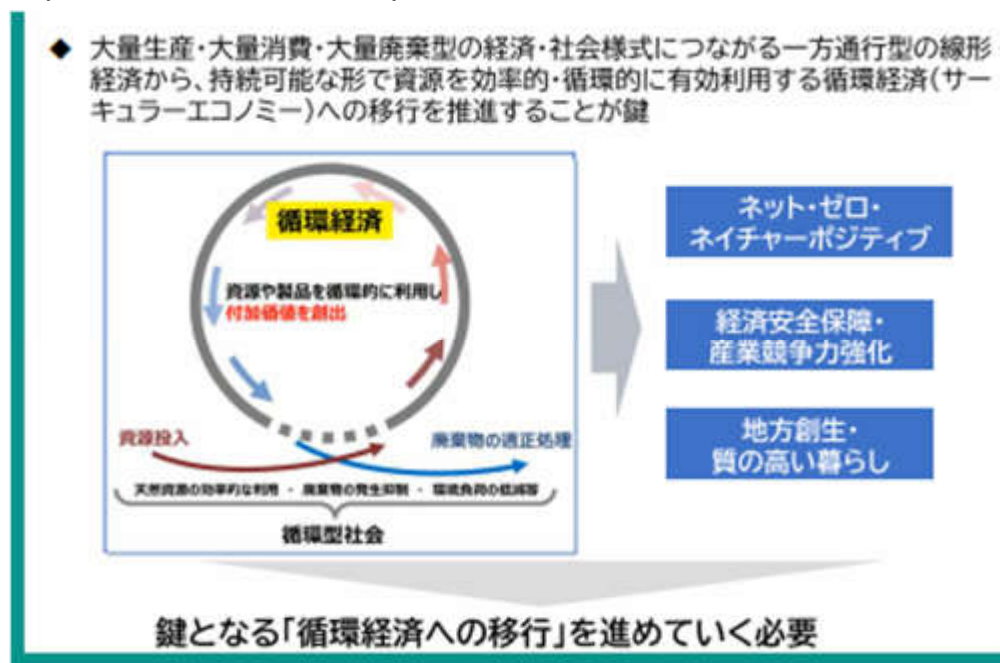 ◆ 大量生産・大量消費・大量廃棄型の経済・社会様式につながる一方通行型の線形
経済から、持続可能な形で資源を効率的・循環的に有効利用する循環経済(サー
キュラーエコノミー)への移行を推進することが鍵
循環経済
資源や製品を循環的に利用し
付加価値を創出
資源投入
廃棄物の適正処理
天然資源の効率的な利用 ・ 廃棄物の発生抑制 ・ 環境負荷の低減等
循環型社会
ネット・ゼロ・
ネイチャーポジティブ
経済安全保障・
産業競争力強化
地方創生・
質の高い暮らし
鍵となる「循環経済への移行」を進めていく必要